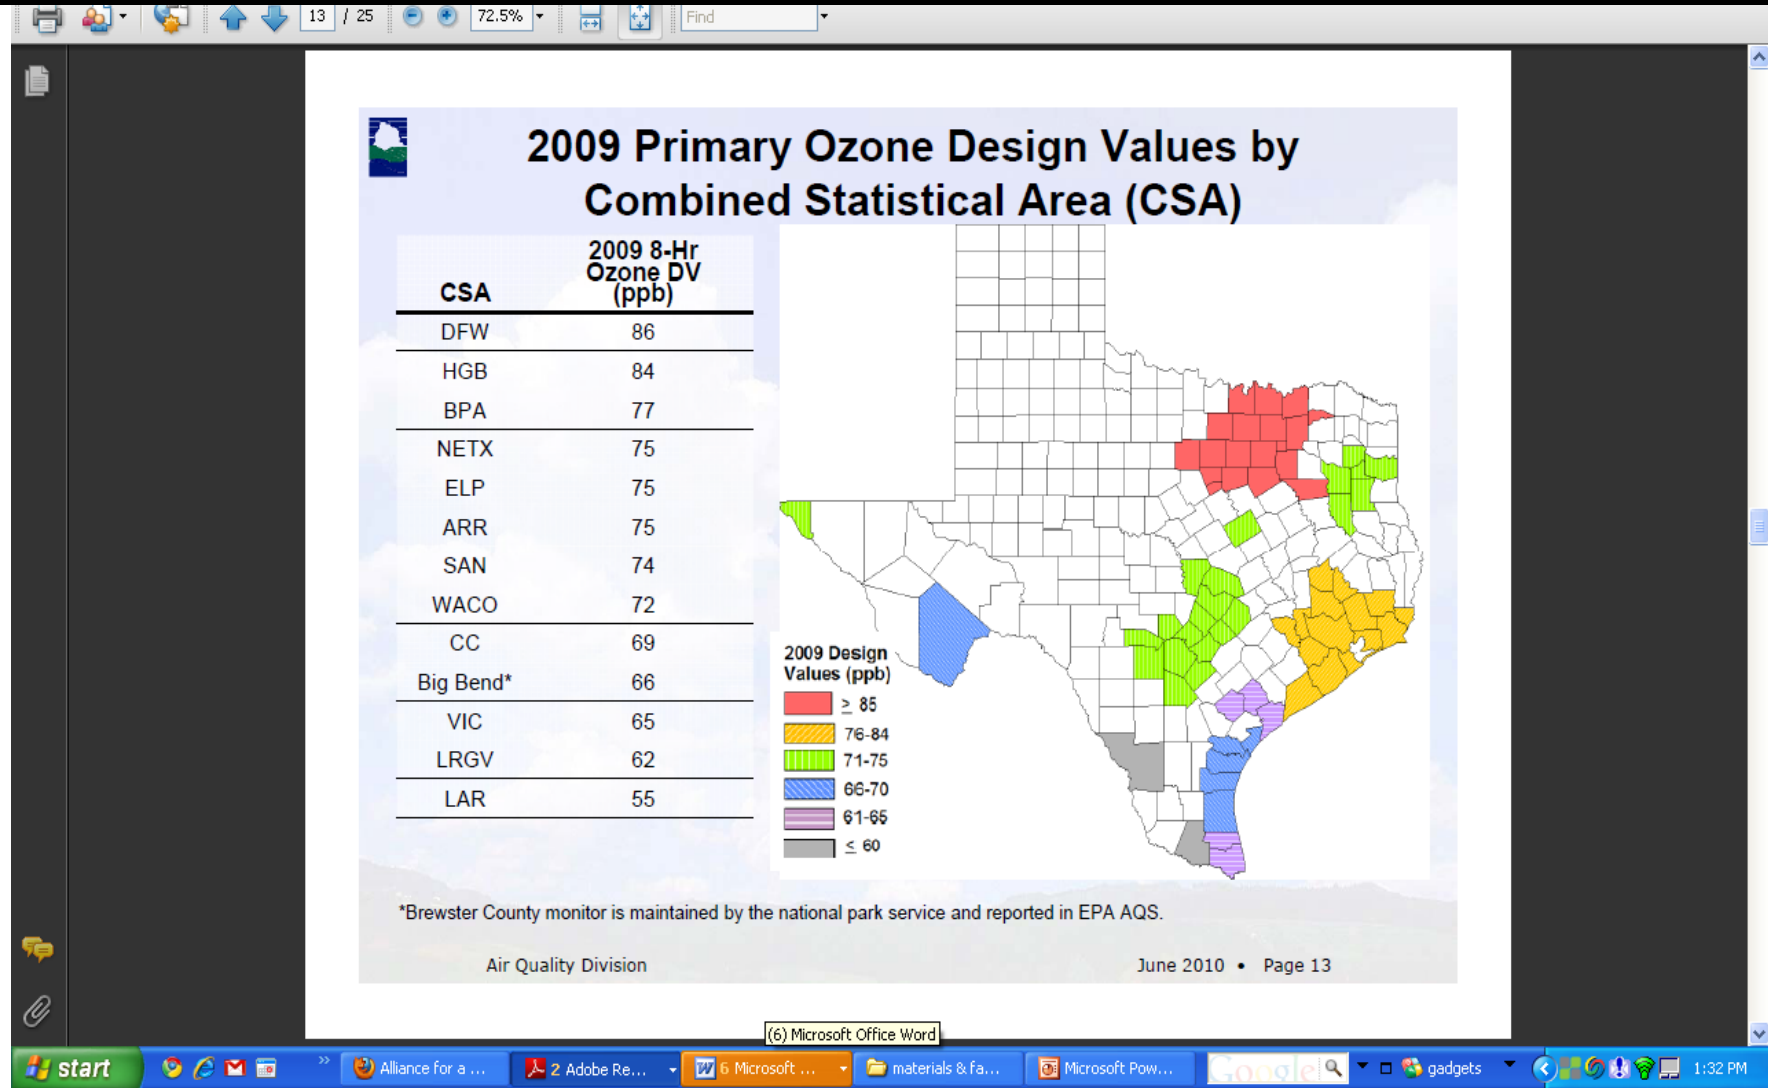 13 / 25 72.5% Find
2009 Primary Ozone Design Values by
Combined Statistical Area (CSA)
CSA 2009 8-Hr Ozone DV (ppb)
DFW 86
HGB 84
BPA 77
NETX 75
ELP 75
ARR 75
SAN 74
WACO 72
CC 69
Big Bend* 66
VIC 65
LRGV 62
LAR 55
2009 Design
Values (ppb)
≥ 85
76-84
71-75
66-70
61-65
≤ 60
*Brewster County monitor is maintained by the national park service and reported in EPA AQS.
Air Quality Division June 2010 • Page 13
(6) Microsoft Office Word
start » Alliance for a ... 2 Adobe Re... 6 Microsoft ... materials & fa... Microsoft Pow... Google gadgets 1:32 PM